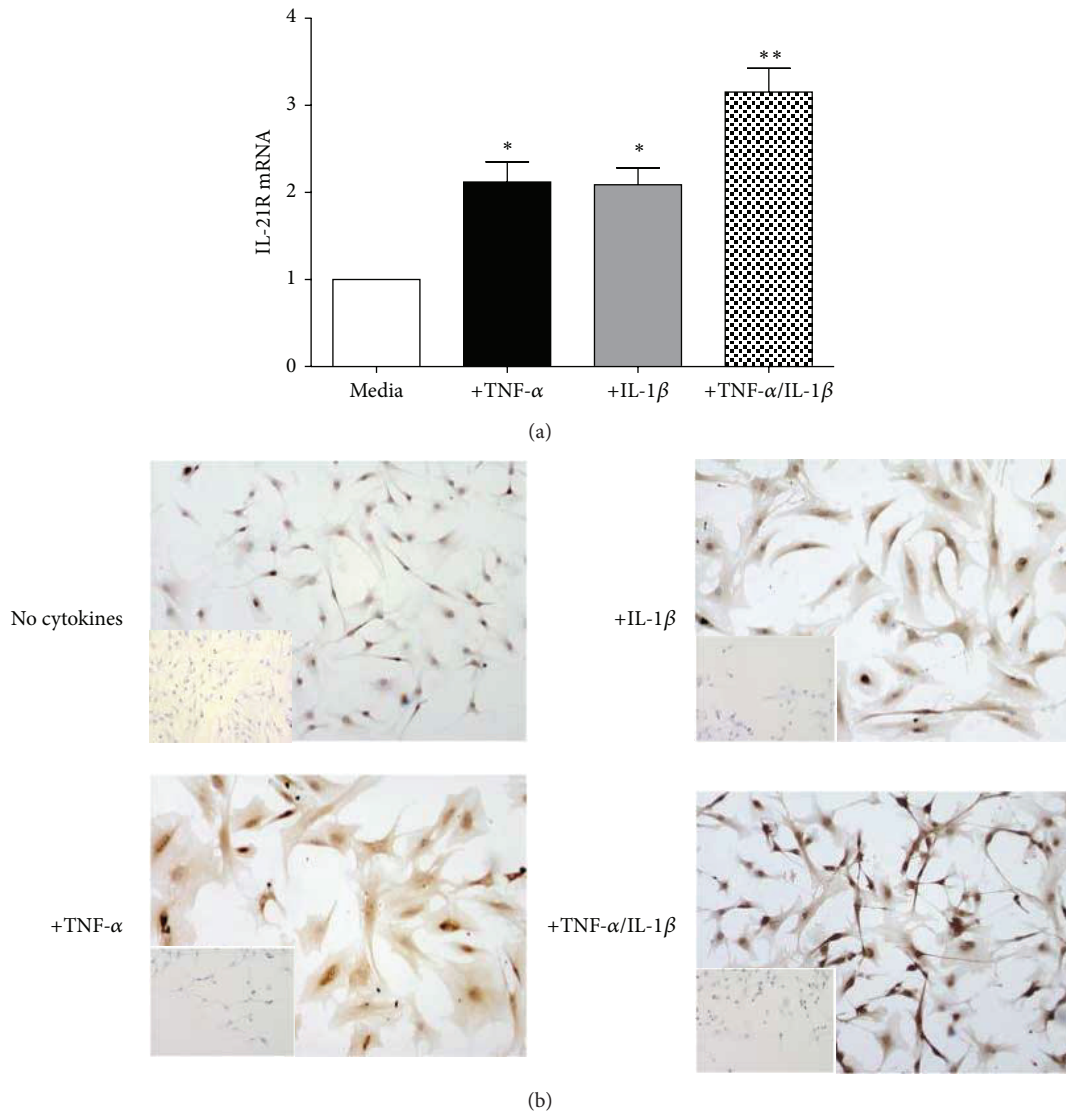 4
3
2
1
0
IL-21R mRNA
*
*
**
Media
+TNF-α
+IL-1β
+TNF-α/IL-1β
(a)
No cytokines
+IL-1β
+TNF-α
+TNF-α/IL-1β
(b)